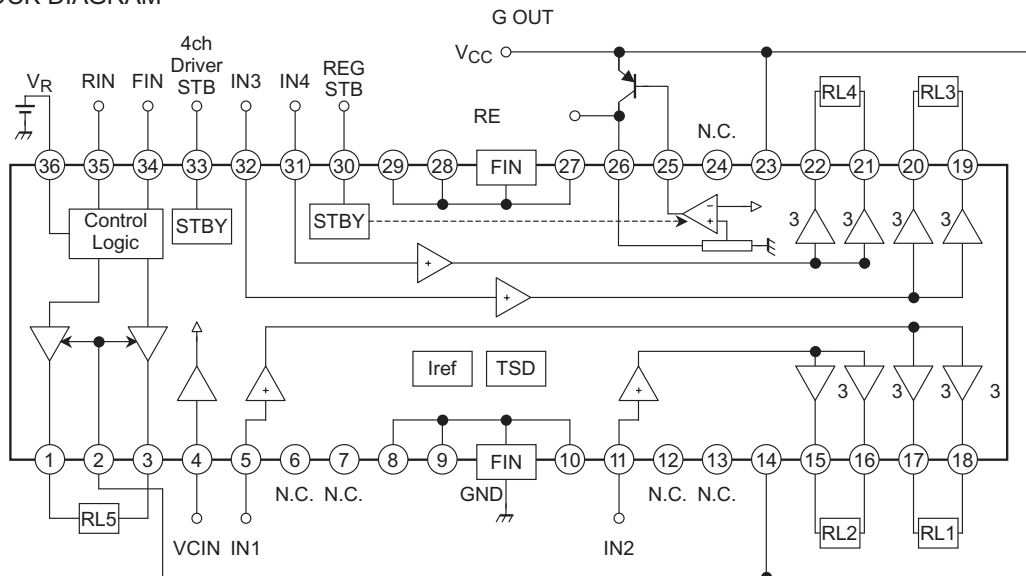 G OUT
VCC
4ch
Driver
STB
REG
STB
VR
RIN
FIN
IN3
IN4
RE
N.C.
RL4
RL3
36
35
34
33
32
31
30
29
28
FIN
27
26
25
24
23
22
21
20
19
Control
Logic
STBY
STBY
-
+
3
3
3
3
+
+
Iref
TSD
+
+
3
3
3
3
1
2
3
4
5
6
7
8
9
FIN
10
11
12
13
14
15
16
17
18
N.C.
N.C.
GND
N.C.
N.C.
RL5
RL2
RL1
VCIN
IN1
IN2